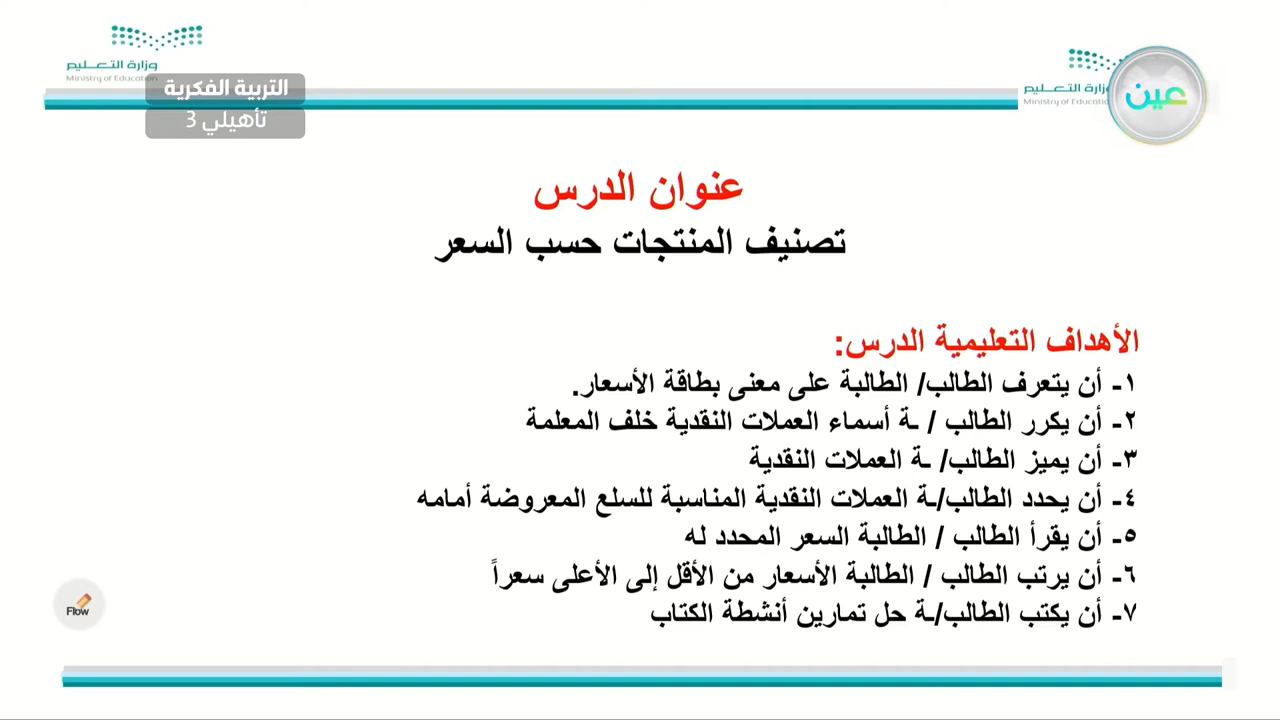 وزارة التعليم
Ministry of Education
التربية الفكرية
تأهيلي 3
وزارة التعليم
Ministry of Educatio
عين
عنوان الدرس
تصنيف المنتجات حسب السعر
الأهداف التعليمية الدرس:
١- أن يتعرف الطالب/ الطالبة على معنى بطاقة الأسعار.
٢- أن يكرر الطالب / ـة أسماء العملات النقدية خلف المعلمة
٣- أن يميز الطالب/ ـة العملات النقدية
٤- أن يحدد الطالب/ـة العملات النقدية المناسبة للسلع المعروضة أمامه
٥- أن يقرأ الطالب / الطالبة السعر المحدد له
٦- أن يرتب الطالب / الطالبة الأسعار من الأقل إلى الأعلى سعراً
٧- أن يكتب الطالب/ـة حل تمارين أنشطة الكتاب
Flow